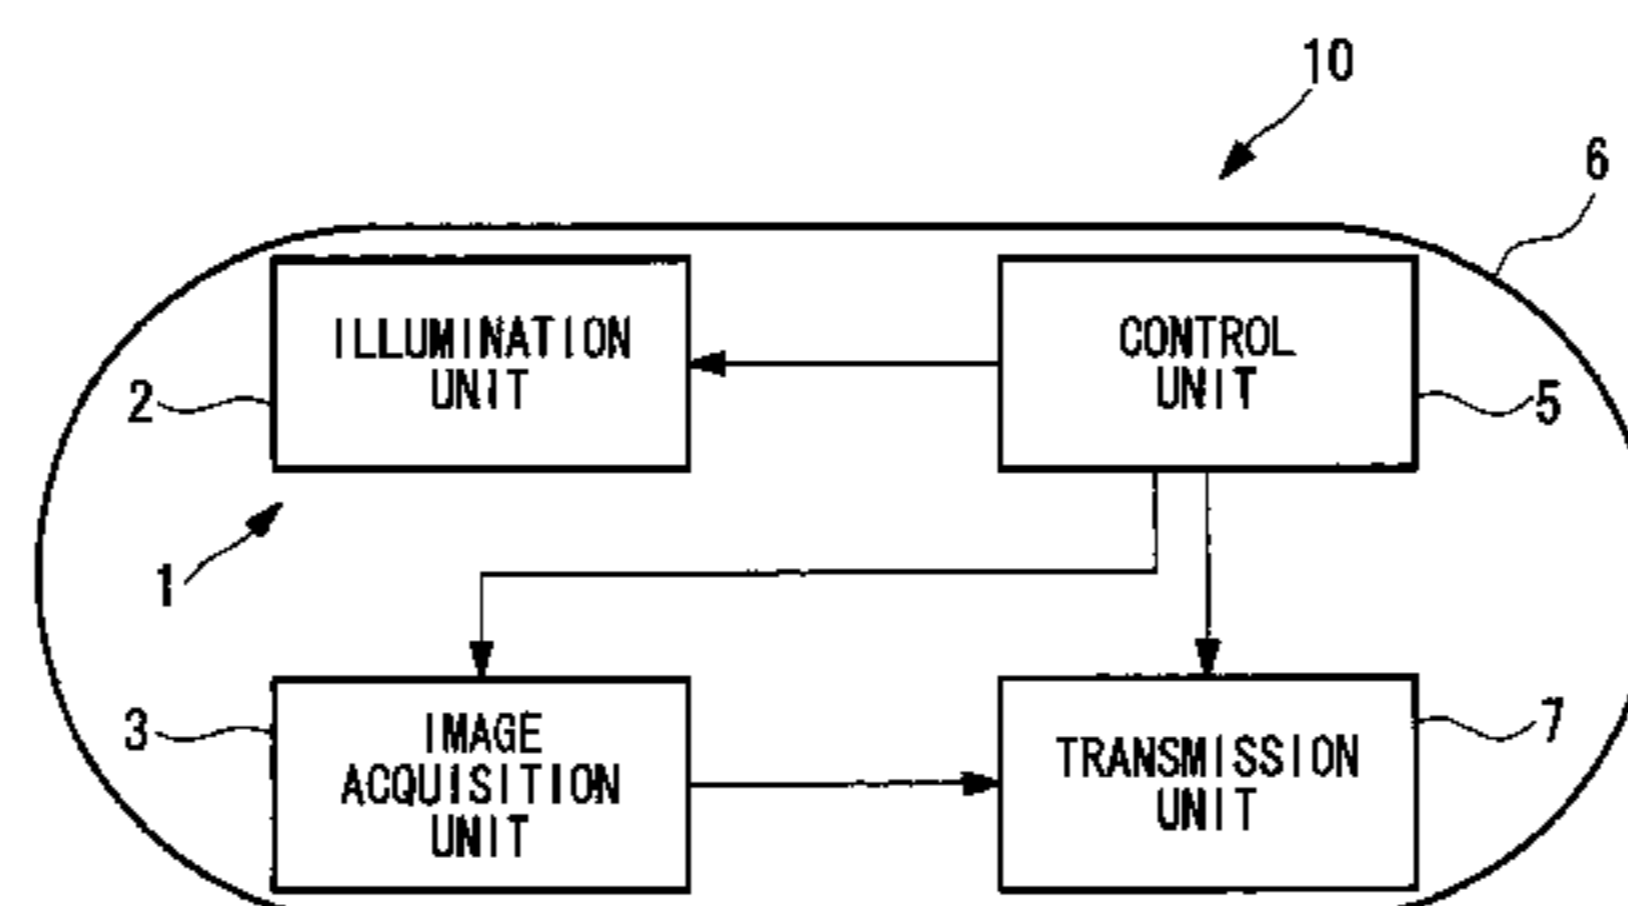 10
6
ILLUMINATION
UNIT
CONTROL
UNIT
2
5
1
3
IMAGE
ACQUISITION
UNIT
TRANSMISSION
UNIT
7